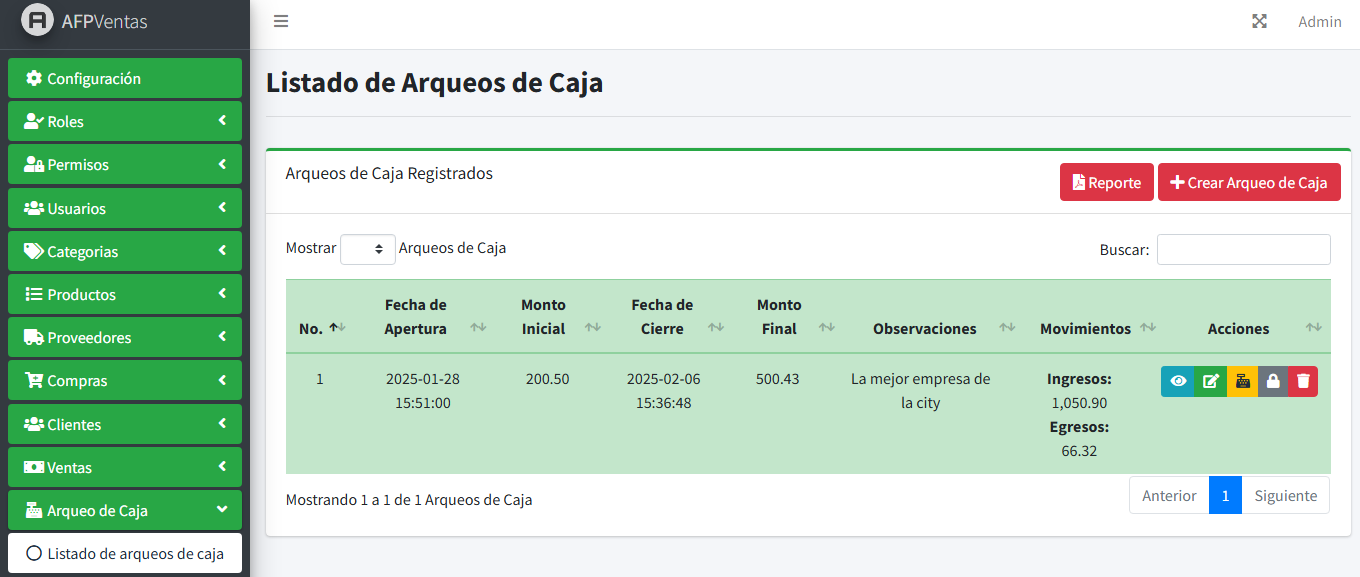 AFPVentas
Admin
Configuración
Roles
Permisos
Usuarios
Categorias
Productos
Proveedores
Compras
Clientes
Ventas
Arqueo de Caja
Listado de arqueos de caja
Listado de Arqueos de Caja
Arqueos de Caja Registrados
Reporte
Crear Arqueo de Caja
Mostrar Arqueos de Caja
Buscar:
No.
Fecha de
Apertura
Monto
Inicial
Fecha de
Cierre
Monto
Final
Observaciones
Movimientos
Acciones
1
2025-01-28
15:51:00
200.50
2025-02-06
15:36:48
500.43
La mejor empresa de
la city
Ingresos:
1,050.90
Egresos:
66.32
Mostrando 1 a 1 de 1 Arqueos de Caja
Anterior 1 Siguiente